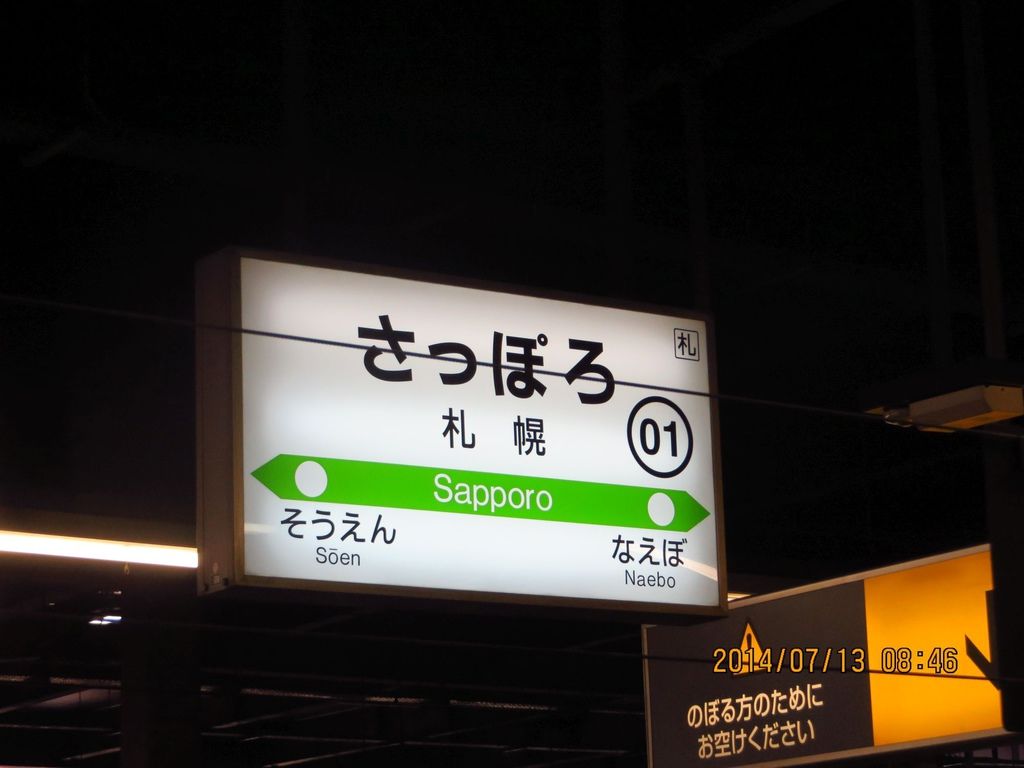 さっぽろ
札
札幌
01
Sapporo
そうえん
Sōen
なえぼ
Naebo
のぼる方のために
お空けください
2014/07/13 08:46